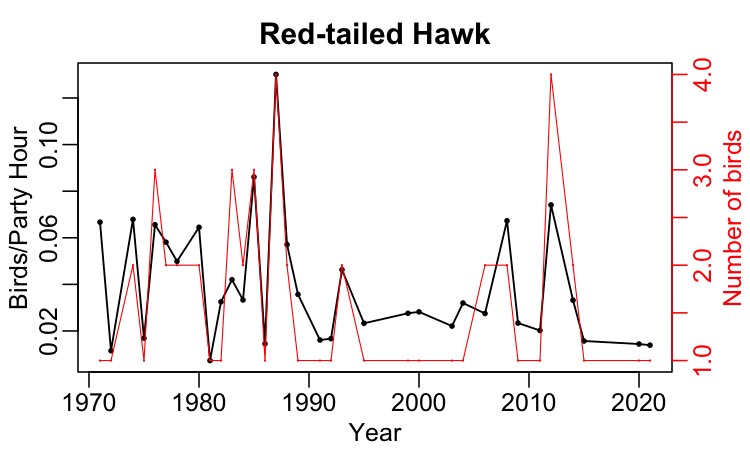 Red-tailed Hawk
Birds/Party Hour
0.02 0.06 0.10
1.0 2.0 3.0 4.0
Number of birds
1970 1980 1990 2000 2010 2020
Year